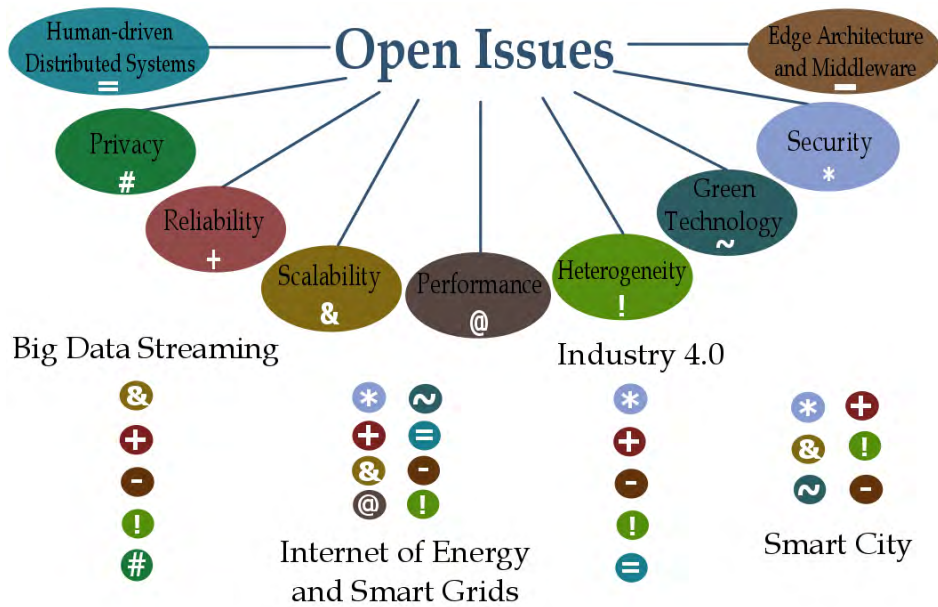 Open Issues
Human-driven
Distributed Systems
=
Privacy
#
Reliability
+
Scalability
&
Performance
@
Heterogeneity
!
Green
Technology
~
Security
*
Edge Architecture
and Middleware
-
Big Data Streaming
&
+
-
!
#
* ~
+ =
& -
@ !
Internet of Energy
and Smart Grids
Industry 4.0
*
+
-
!
=
* +
& !
~ -
Smart City